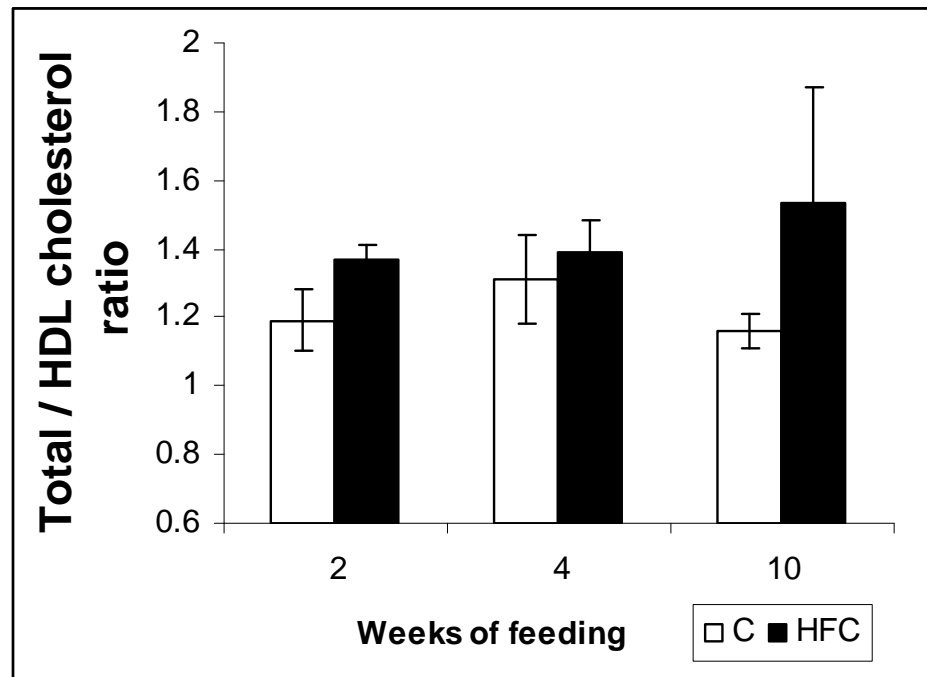 Total / HDL cholesterol
ratio
2
1.8
1.6
1.4
1.2
1
0.8
0.6
2 4 10
Weeks of feeding
C HFC